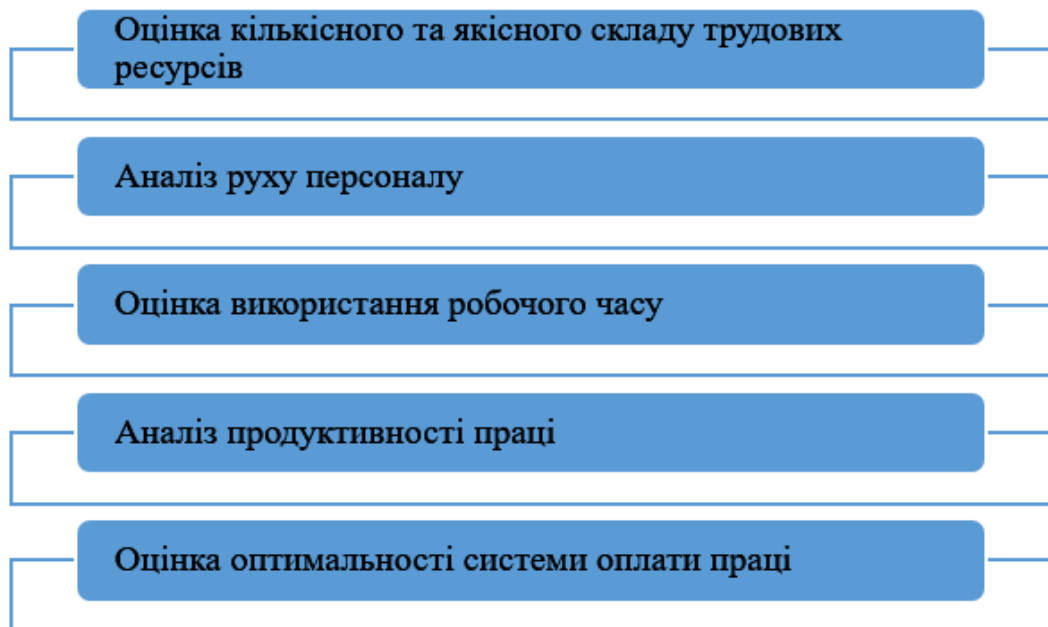 Оцінка кількісного та якісного складу трудових
ресурсів
Аналіз руху персоналу
Оцінка використання робочого часу
Аналіз продуктивності праці
Оцінка оптимальності системи оплати праці